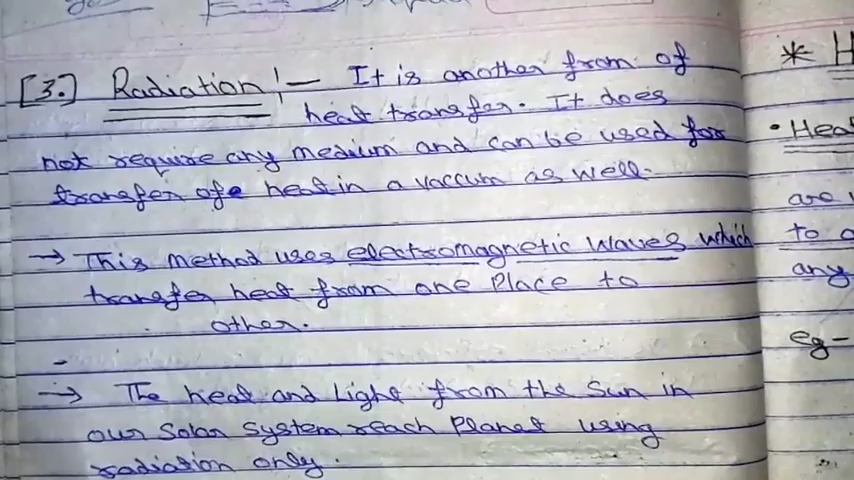 [3.] Radiation :- It is another from of
heat transfer. It does
not require any medium and can be used for
transfer of heat in a vaccum as well.
→ This method uses electromagnetic waves which
transfer heat from one Place to
other.
→ The heat and Light from the Sun in
our Solar System reach Planet using
radiation only.
* H
• Heat
are
to a
any
eg-